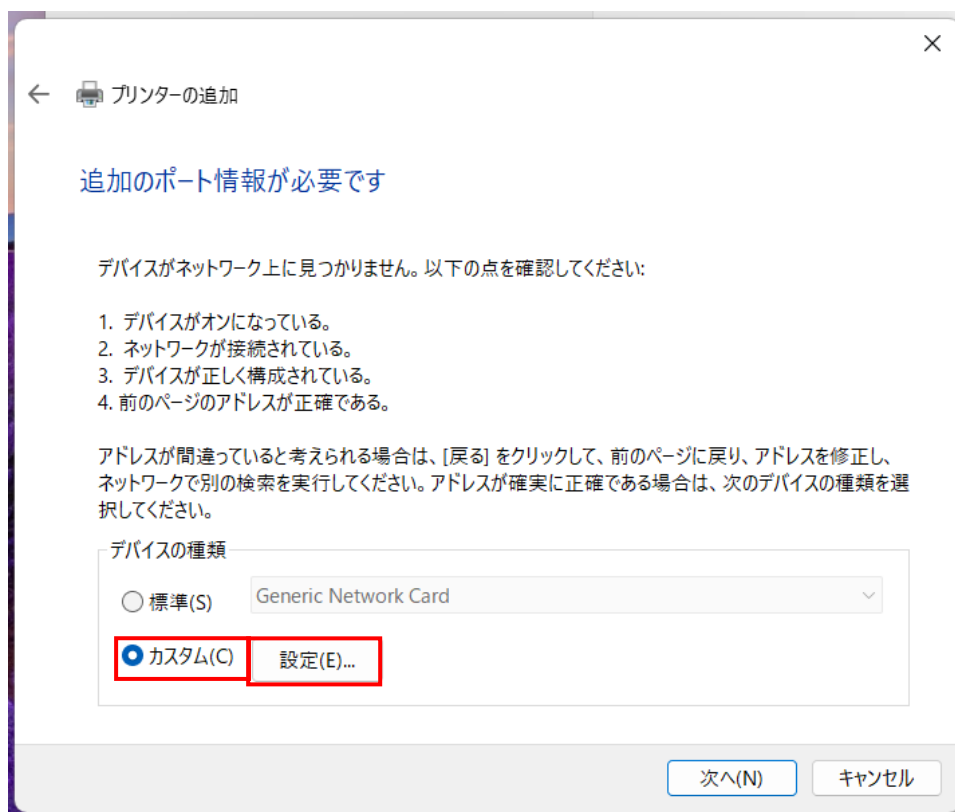 プリンターの追加
追加のポート情報が必要です
デバイスがネットワーク上に見つかりません。以下の点を確認してください:
1. デバイスがオンになっている。
2. ネットワークが接続されている。
3. デバイスが正しく構成されている。
4. 前のページのアドレスが正確である。
アドレスが間違っていると考えられる場合は、[戻る] をクリックして、前のページに戻り、アドレスを修正し、
ネットワークで別の検索を実行してください。アドレスが確実に正確である場合は、次のデバイスの種類を選
択してください。
デバイスの種類
標準(S) Generic Network Card
カスタム(C) 設定(E)...
次へ(N) キャンセル